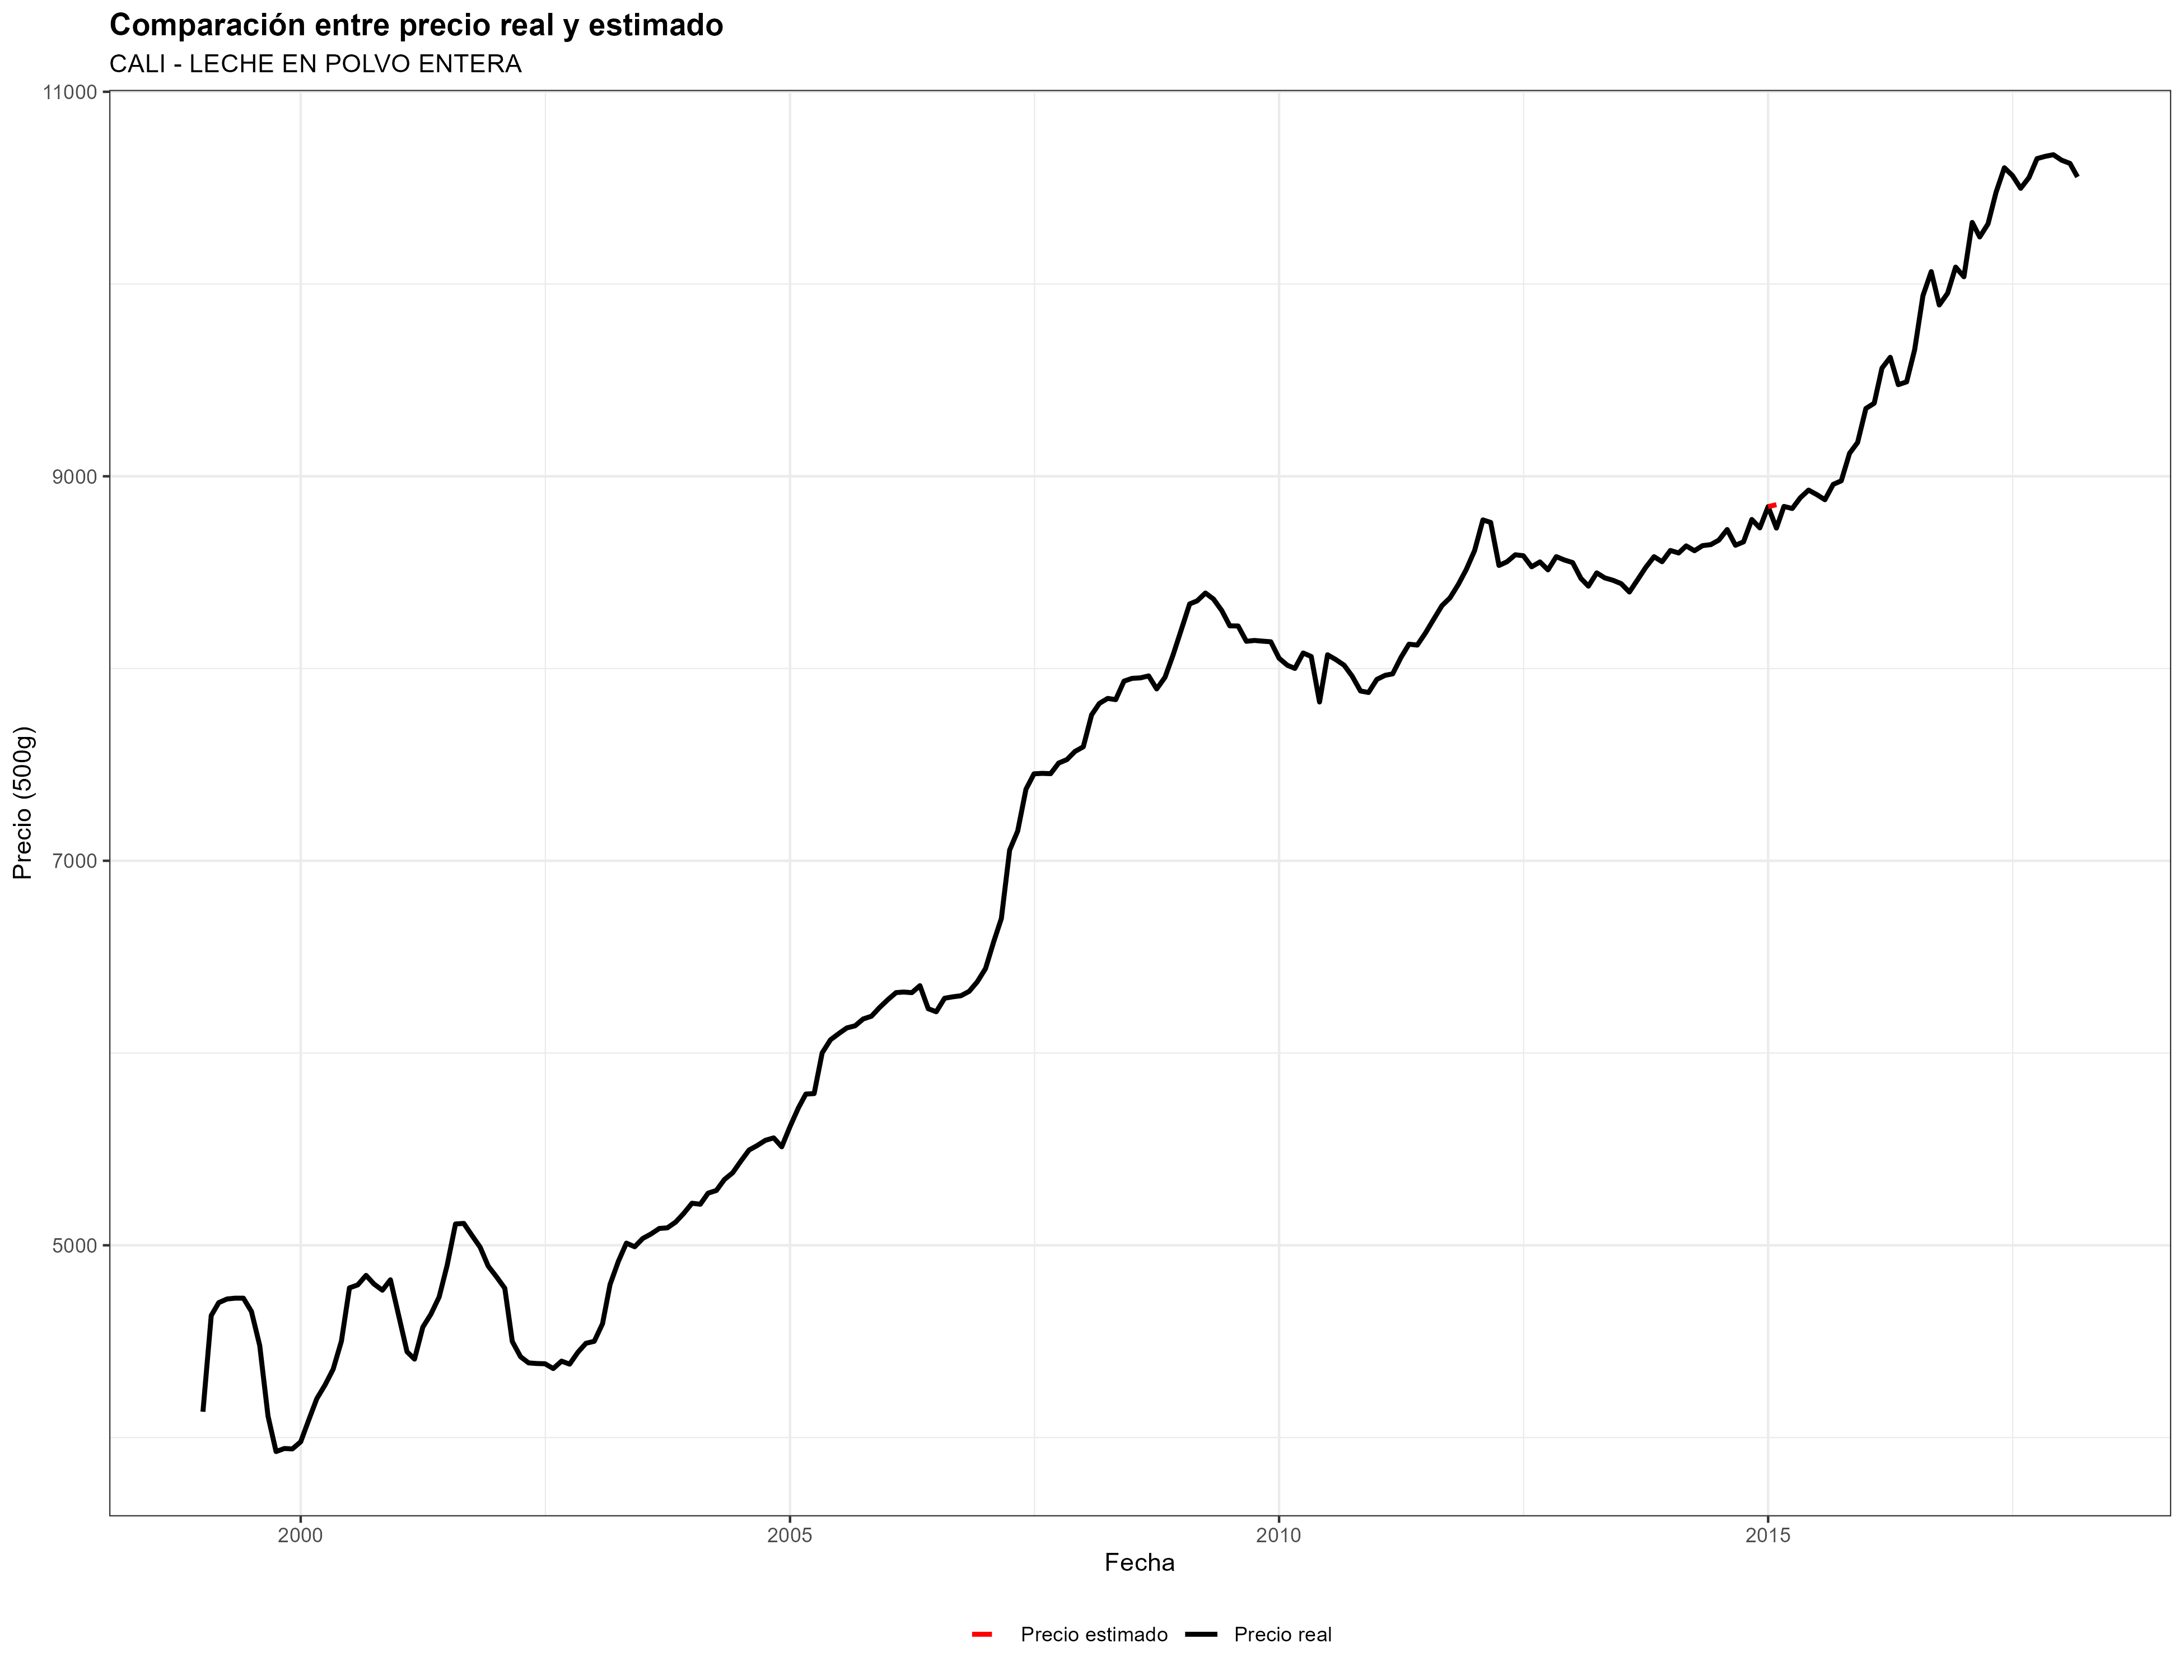 Comparación entre precio real y estimado
CALI - LECHE EN POLVO ENTERA
11000
9000
7000
5000
Precio (500g)
2000 2005 2010 2015
Fecha
Precio estimado Precio real